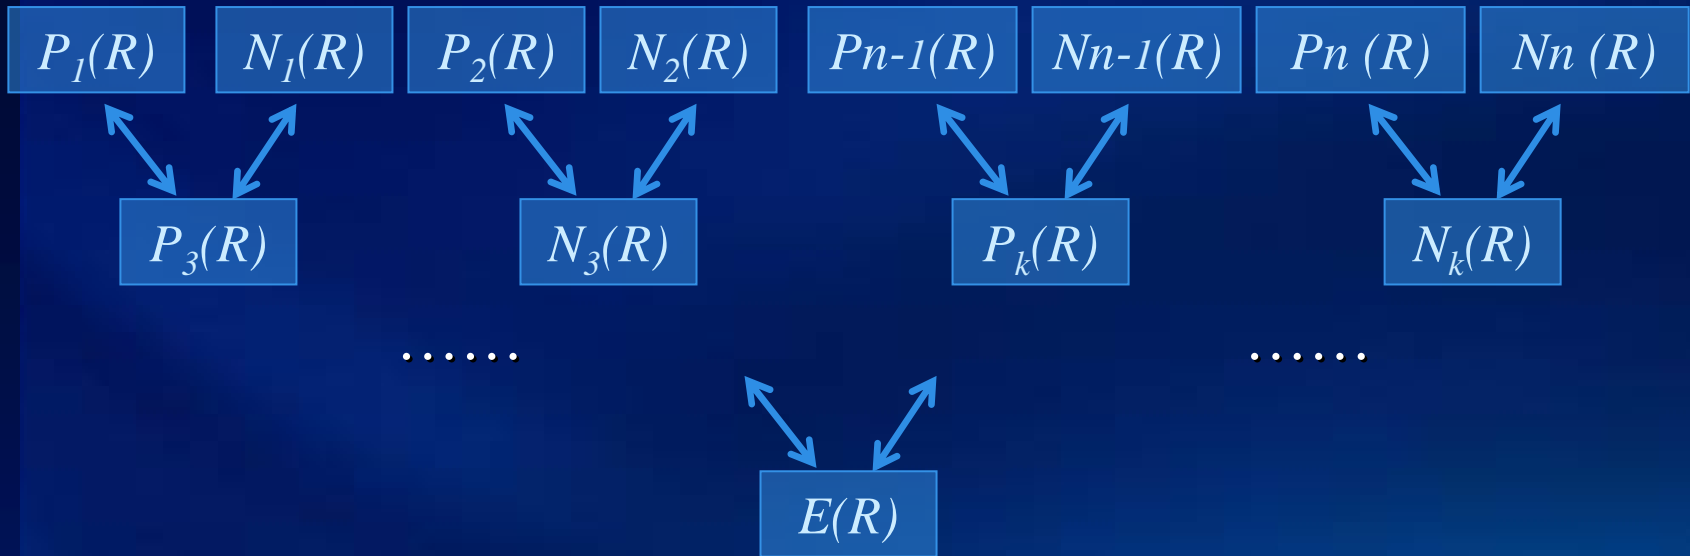 P1(R) N1(R) P2(R) N2(R) Pn-1(R) Nn-1(R) Pn (R) Nn (R)
P3(R) N3(R) Pk(R) Nk(R)
...... ......
E(R)